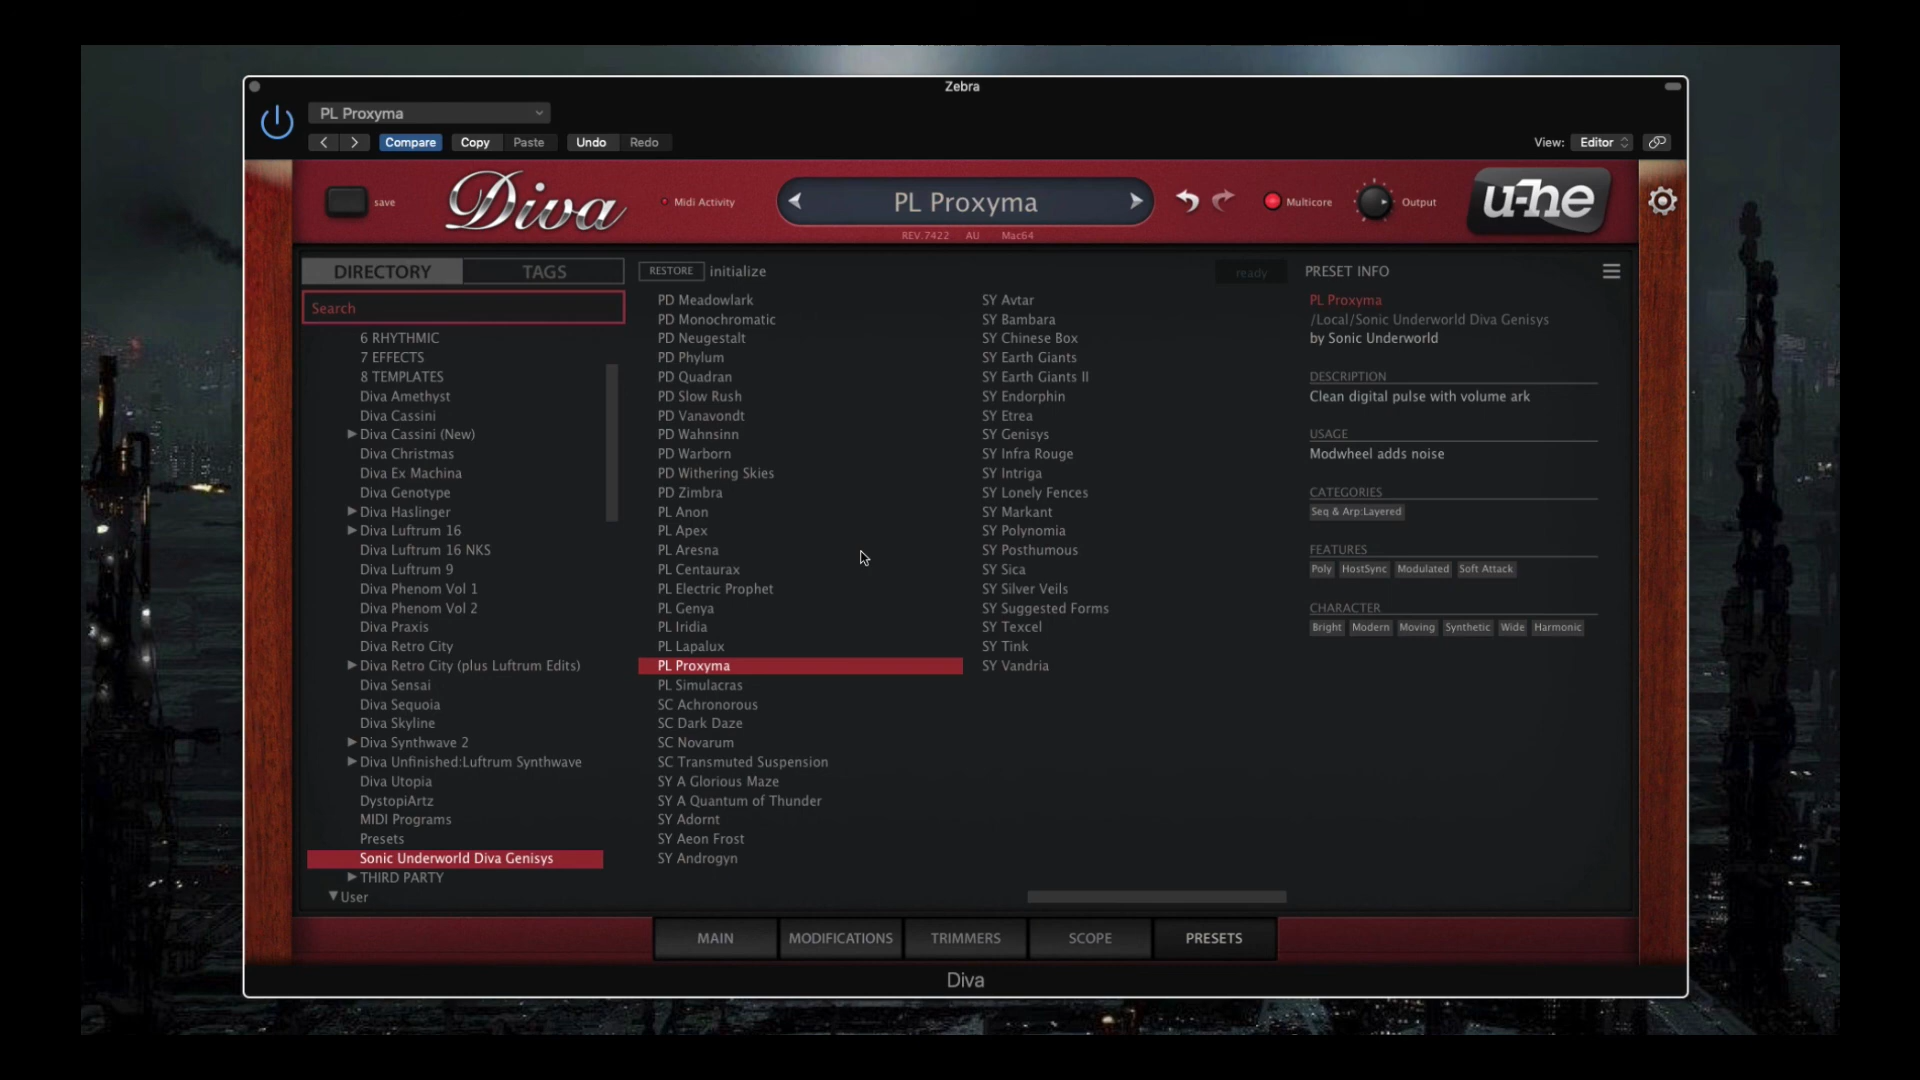 Zebra
PL Proxyma
Compare Copy Paste Undo Redo View: Editor
save Diva Midi Activity PL Proxyma Multicore Output u-he
REV.7422 AU Mac64
DIRECTORY TAGS
Search
6 RHYTHMIC
7 EFFECTS
8 TEMPLATES
Diva Amethyst
Diva Cassini
Diva Cassini (New)
Diva Christmas
Diva Ex Machina
Diva Genotype
Diva Haslinger
Diva Luftrum 16
Diva Luftrum 16 NKS
Diva Luftrum 9
Diva Phenom Vol 1
Diva Phenom Vol 2
Diva Praxis
Diva Retro City
Diva Retro City (plus Luftrum Edits)
Diva Sensai
Diva Sequoia
Diva Skyline
Diva Synthwave 2
Diva Unfinished:Luftrum Synthwave
Diva Utopia
DystopiArtz
MIDI Programs
Presets
Sonic Underworld Diva Genisys
THIRD PARTY
User
RESTORE initialize ready
PD Meadowlark
PD Monochromatic
PD Neugestalt
PD Phylum
PD Quadran
PD Slow Rush
PD Vanavondt
PD Wahnsinn
PD Warborn
PD Withering Skies
PD Zimbra
PL Anon
PL Apex
PL Aresna
PL Centaurax
PL Electric Prophet
PL Genya
PL Iridia
PL Lapalux
PL Proxyma
PL Simulacras
SC Achronorous
SC Dark Daze
SC Novarum
SC Transmuted Suspension
SY A Glorious Maze
SY A Quantum of Thunder
SY Adornt
SY Aeon Frost
SY Androgyn
SY Avtar
SY Bambara
SY Chinese Box
SY Earth Giants
SY Earth Giants II
SY Endorphin
SY Etrea
SY Genisys
SY Infra Rouge
SY Intriga
SY Lonely Fences
SY Markant
SY Polynomia
SY Posthumous
SY Sica
SY Silver Veils
SY Suggested Forms
SY Texcel
SY Tink
SY Vandria
PRESET INFO
PL Proxyma
/Local/Sonic Underworld Diva Genisys
by Sonic Underworld
DESCRIPTION
Clean digital pulse with volume ark
USAGE
Modwheel adds noise
CATEGORIES
Seq & Arp:Layered
FEATURES
Poly HostSync Modulated Soft Attack
CHARACTER
Bright Modern Moving Synthetic Wide Harmonic
MAIN MODIFICATIONS TRIMMERS SCOPE PRESETS
Diva